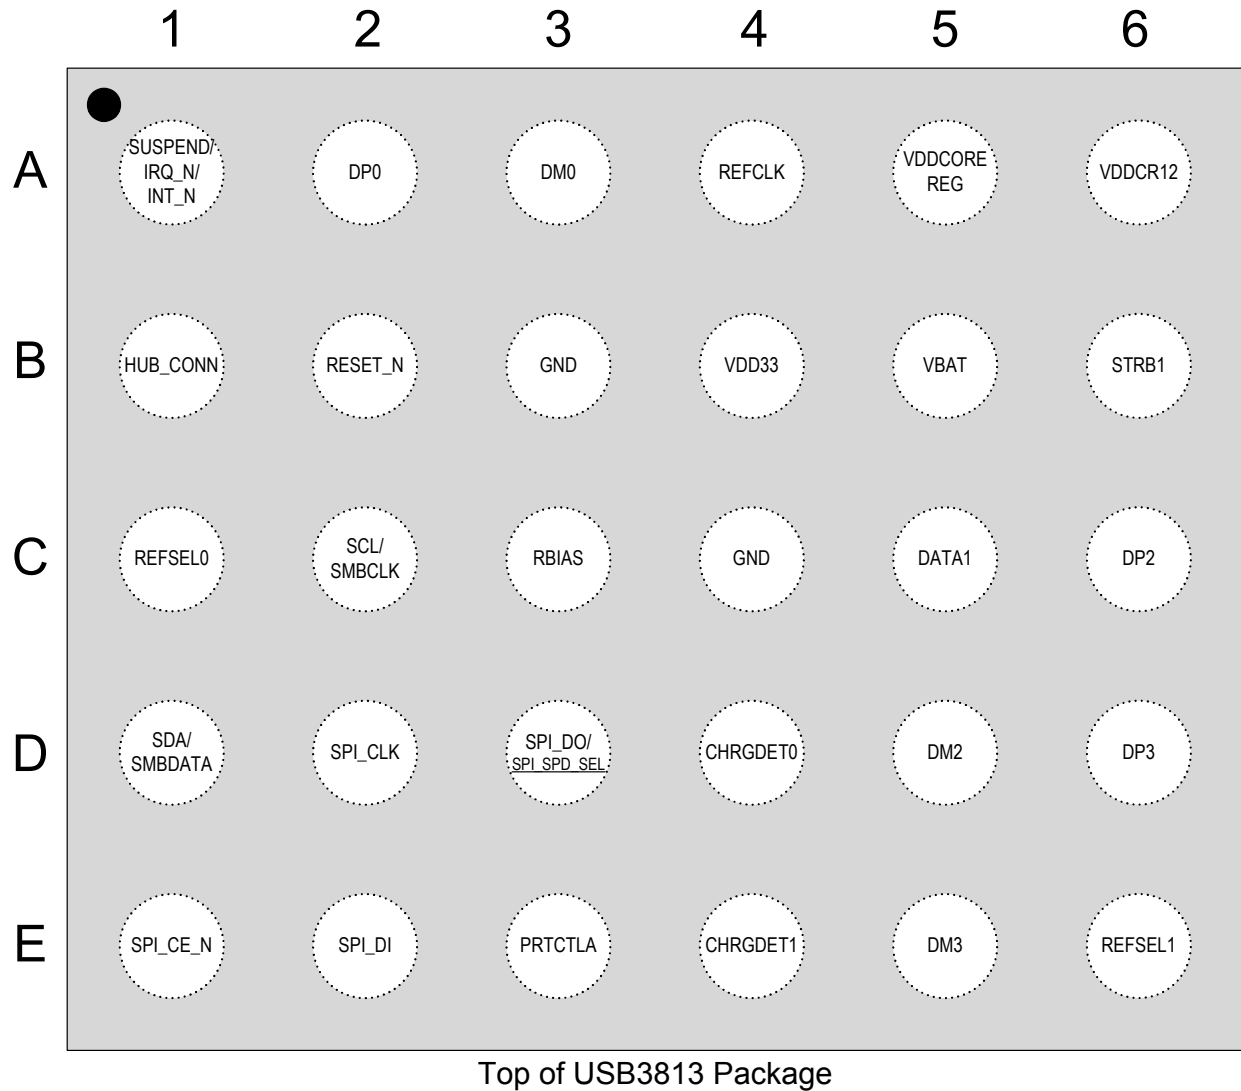 1 2 3 4 5 6
A
SUSPEND/
IRQ_N/
INT_N
DP0
DM0
REFCLK
VDDCORE
REG
VDDCR12
B
HUB_CONN
RESET_N
GND
VDD33
VBAT
STRB1
C
REFSEL0
SCL/
SMBCLK
RBIAS
GND
DATA1
DP2
D
SDA/
SMBDATA
SPI_CLK
SPI_DO/
SPI_SPD_SEL
CHRGDET0
DM2
DP3
E
SPI_CE_N
SPI_DI
PRTCTLA
CHRGDET1
DM3
REFSEL1
Top of USB3813 Package